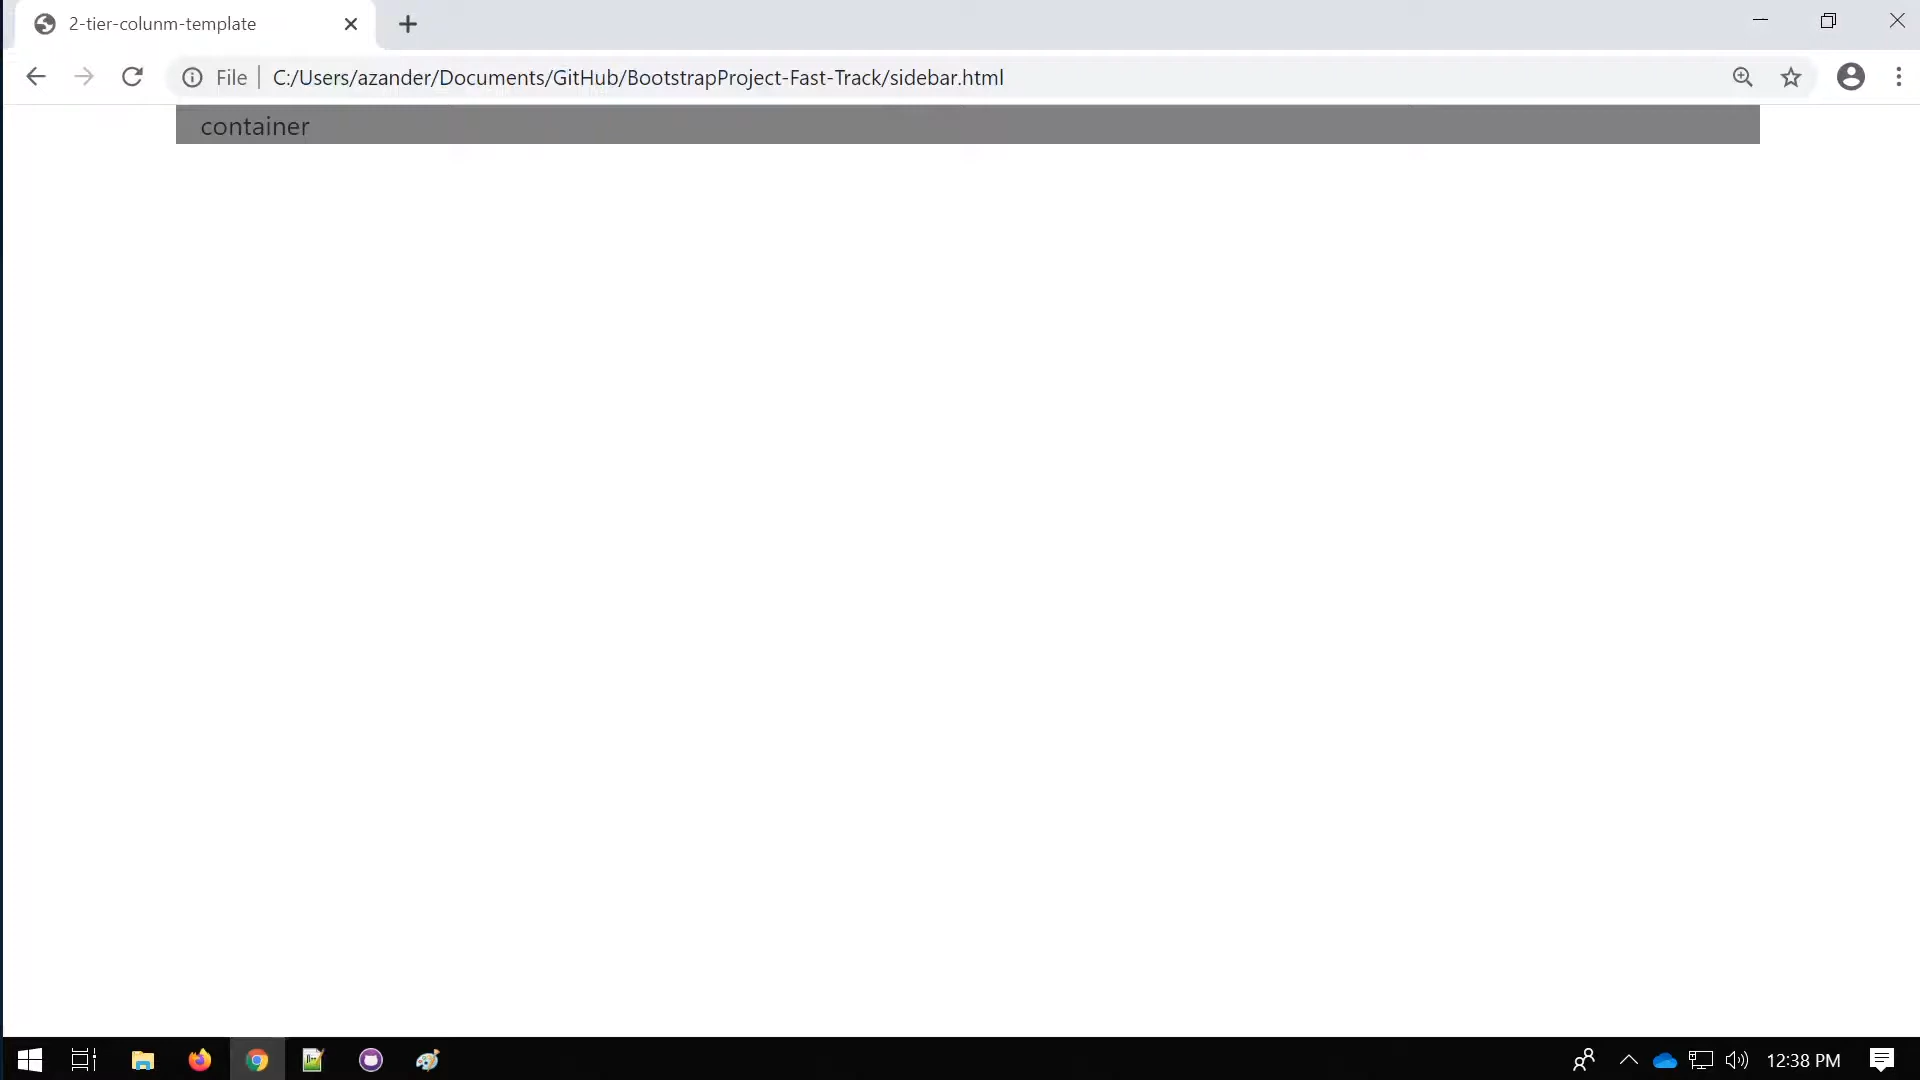 2-tier-colunm-template
File
C:/Users/azander/Documents/GitHub/BootstrapProject-Fast-Track/sidebar.html
container
12:38 PM